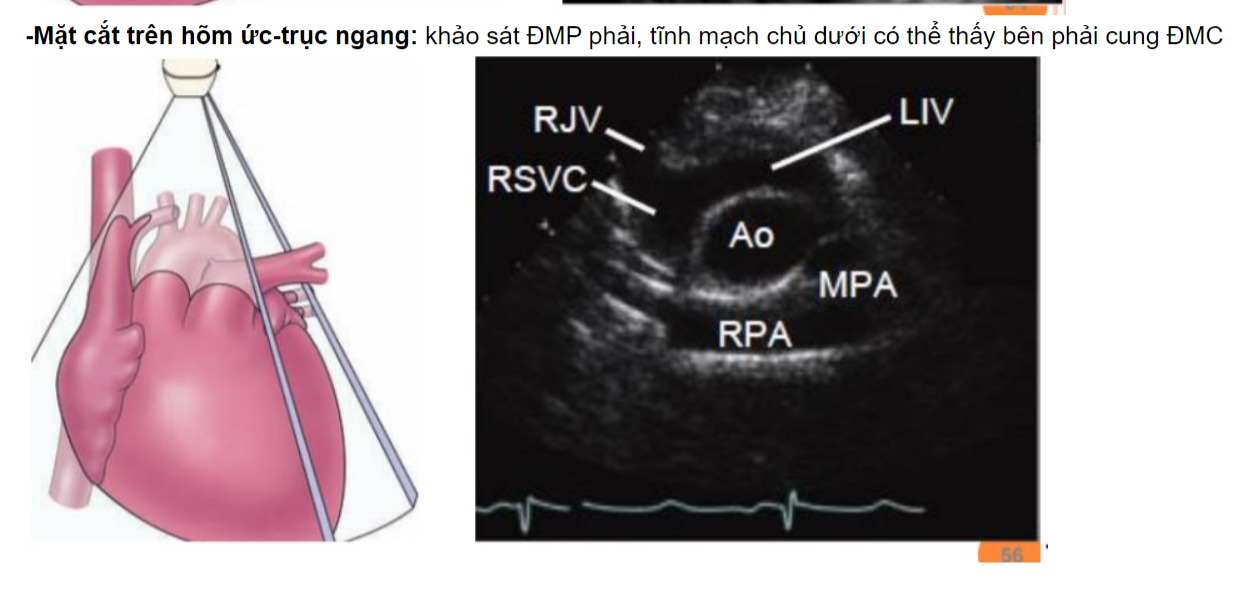 -Mặt cắt trên hõm ức-trục ngang: khảo sát ĐMP phải, tĩnh mạch chủ dưới có thể thấy bên phải cung ĐMC
RJV
LIV
RSVC
Ao
MPA
RPA
56